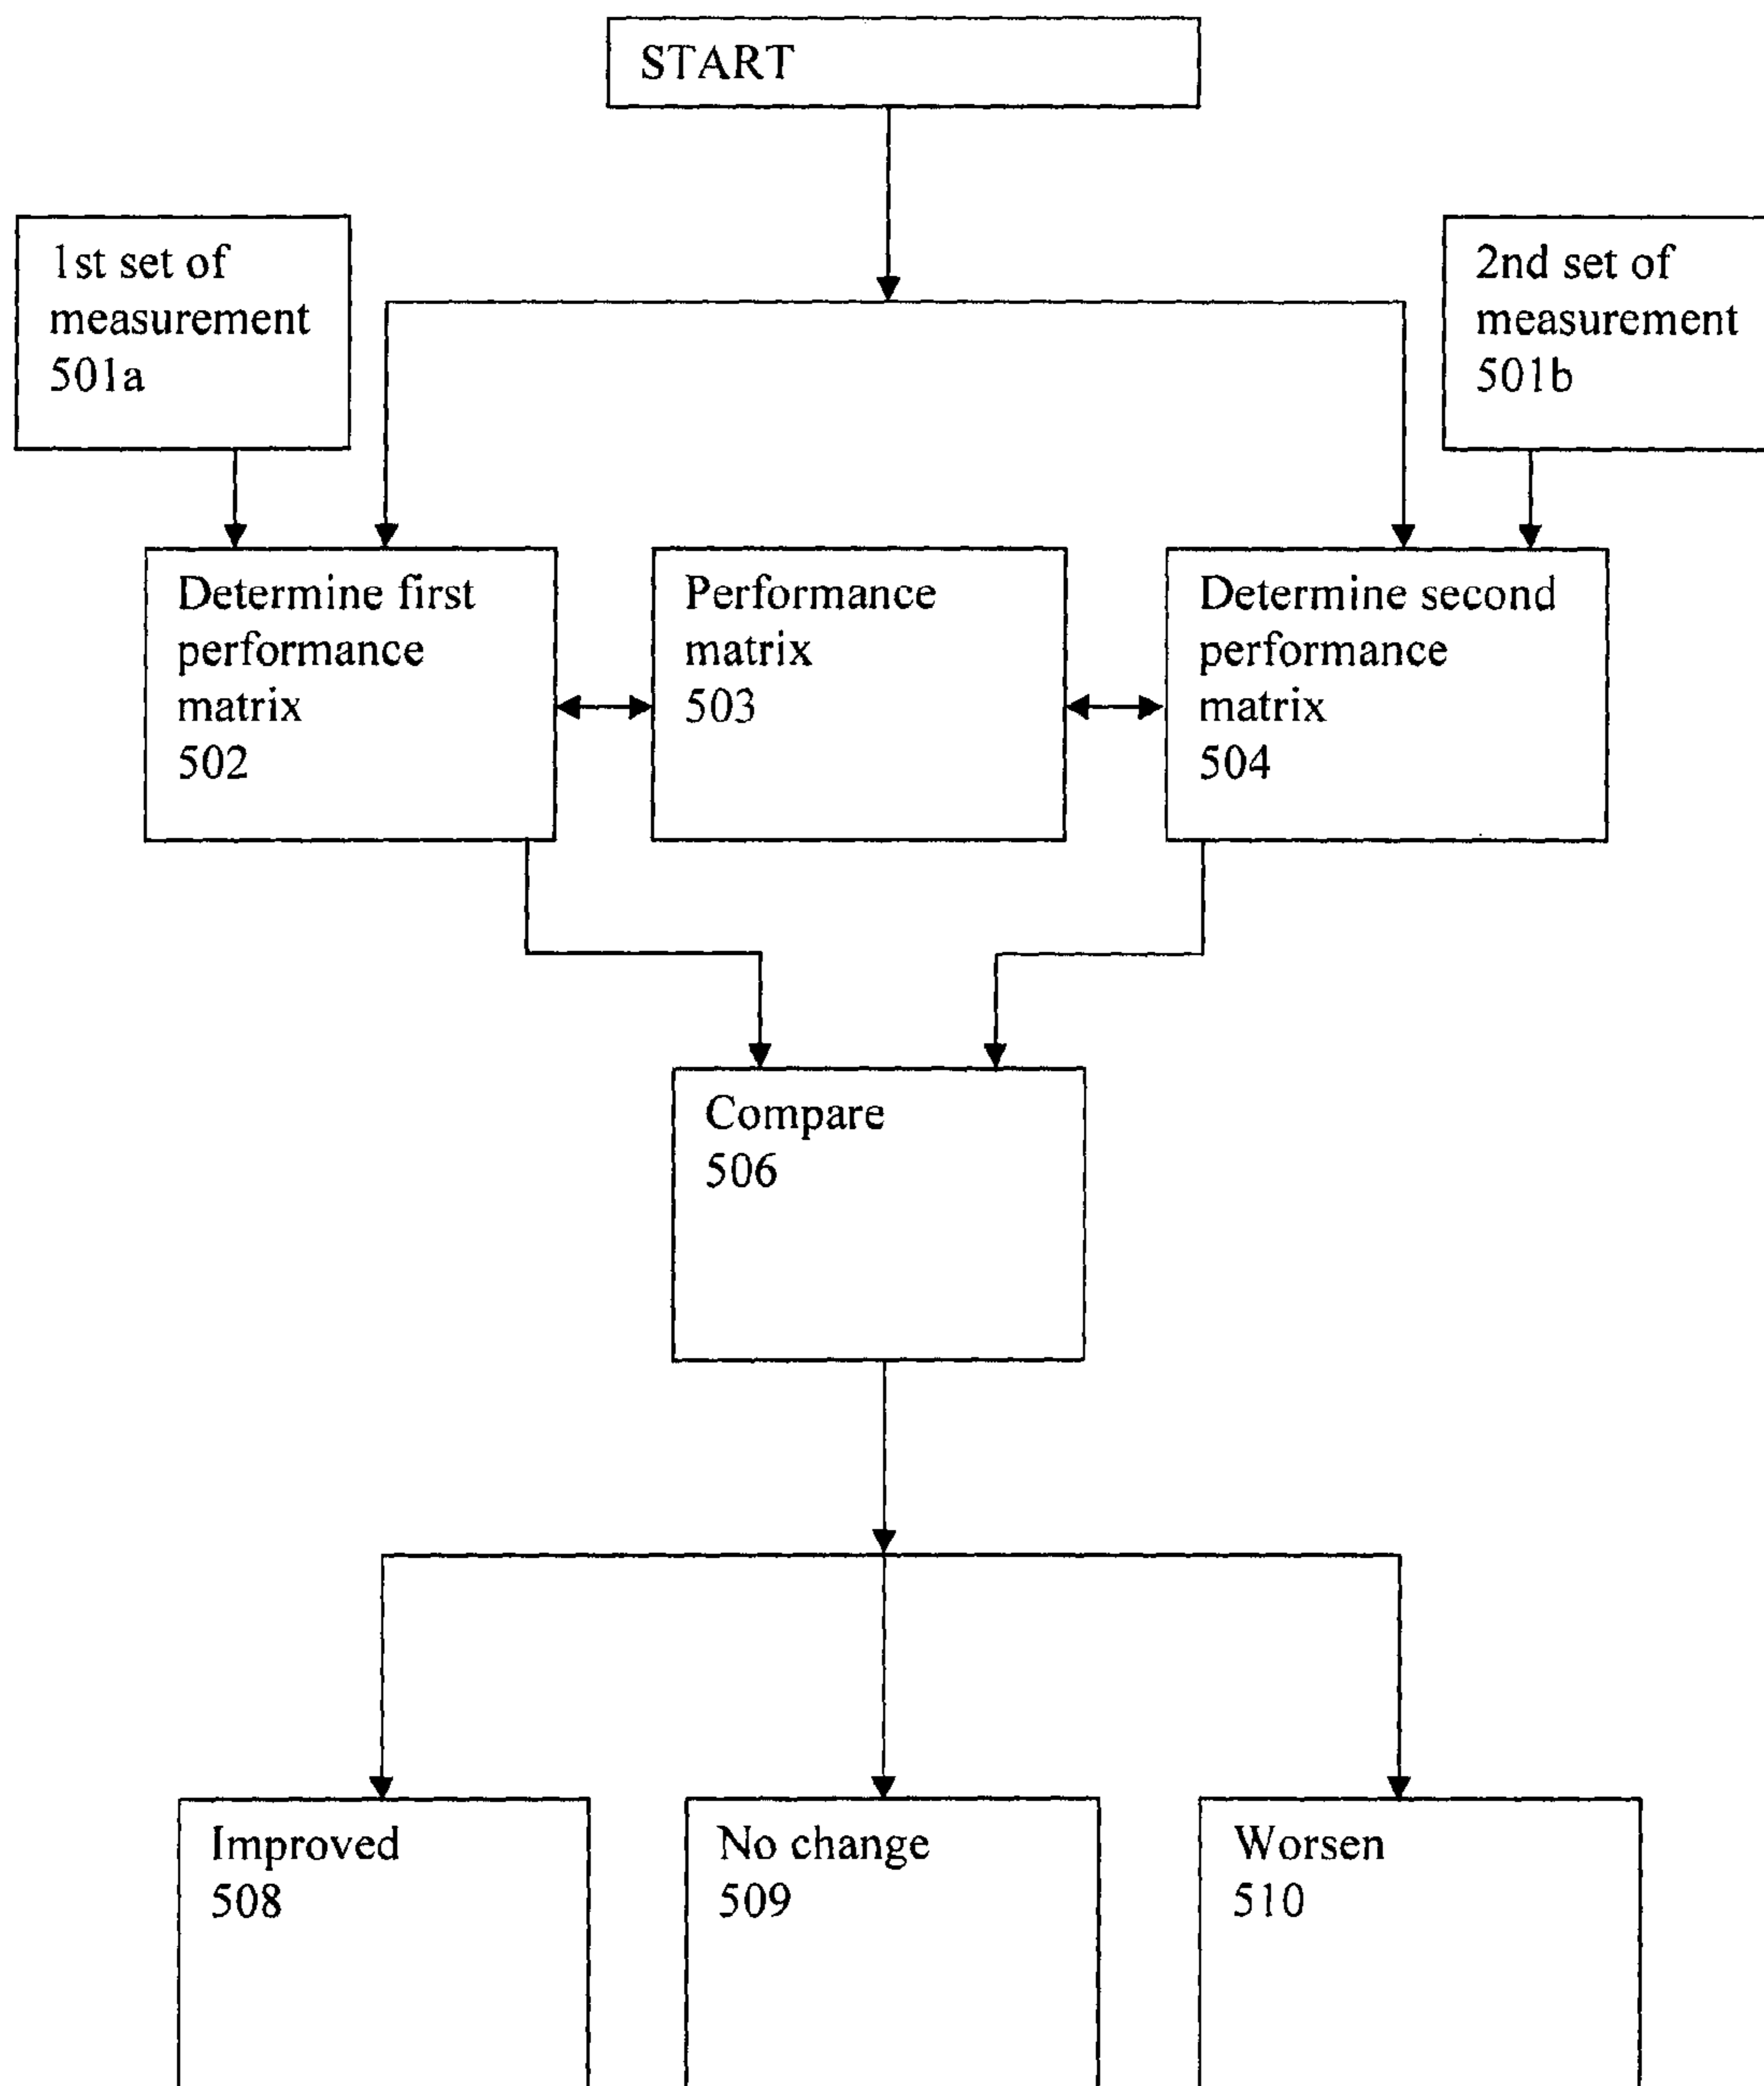 START
1st set of
measurement
501a
2nd set of
measurement
501b
Determine first
performance
matrix
502
Performance
matrix
503
Determine second
performance
matrix
504
Compare
506
Improved
508
No change
509
Worsen
510